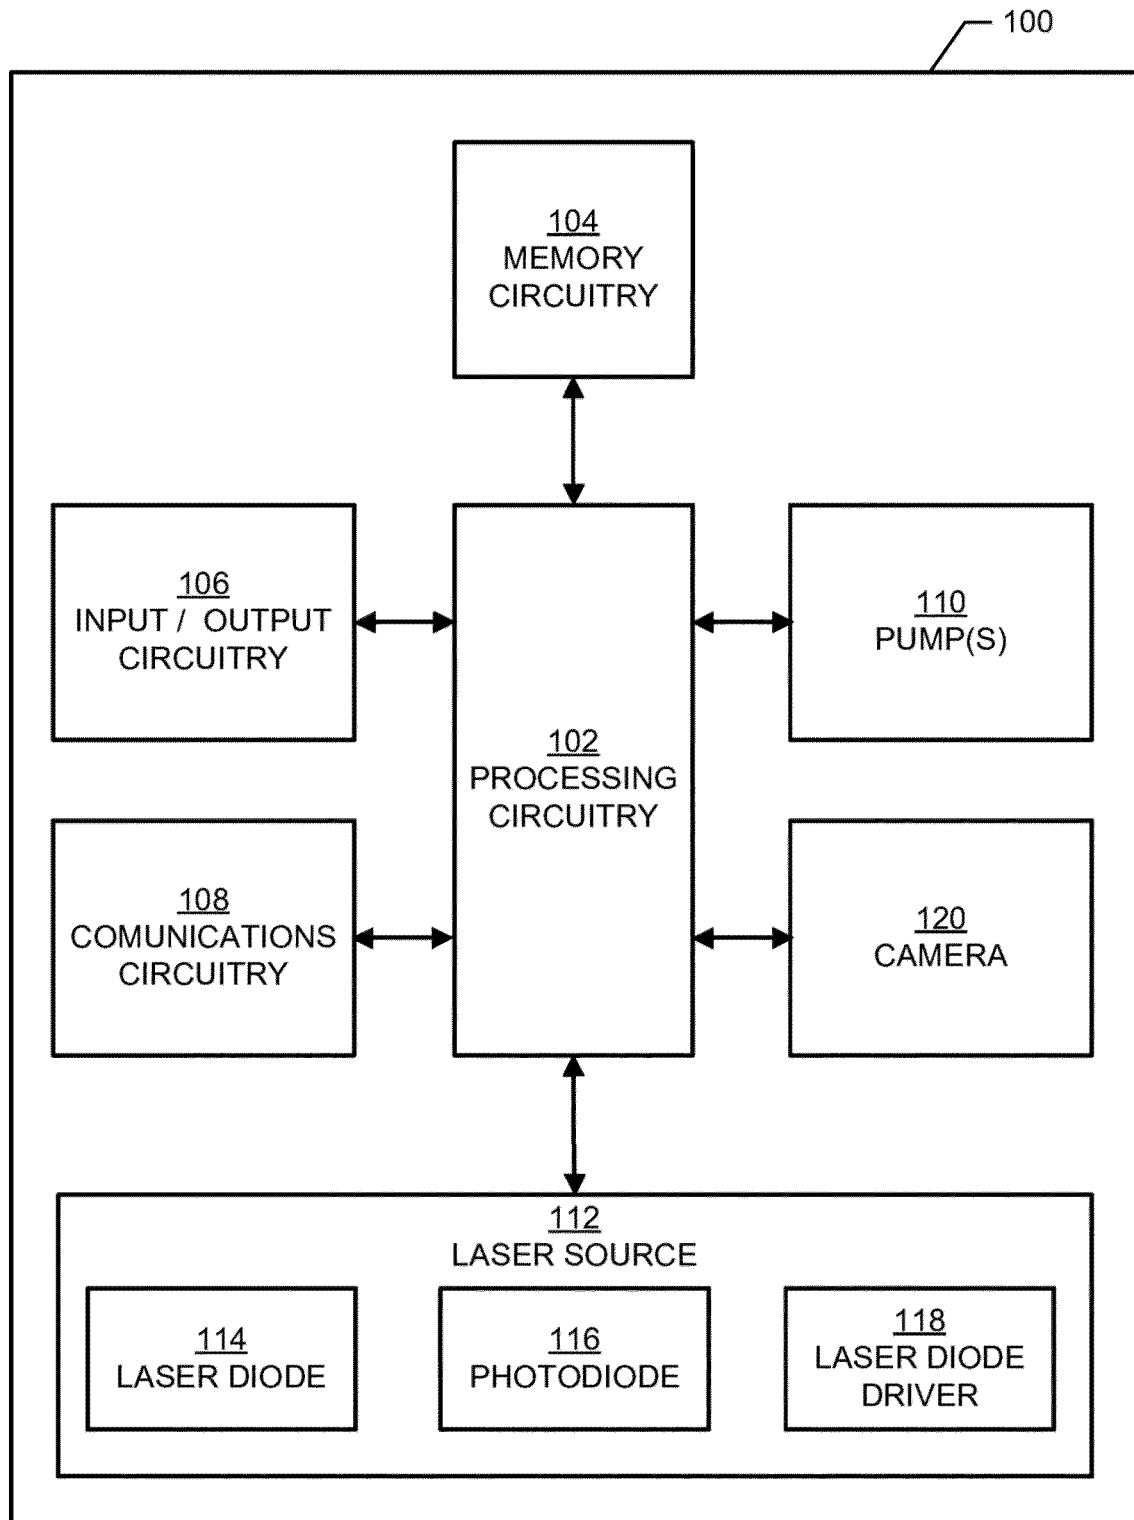 100
104
MEMORY
CIRCUITRY
106
INPUT / OUTPUT
CIRCUITRY
110
PUMP(S)
102
PROCESSING
CIRCUITRY
108
COMUNICATIONS
CIRCUITRY
120
CAMERA
112
LASER SOURCE
114
LASER DIODE
116
PHOTODIODE
118
LASER DIODE
DRIVER